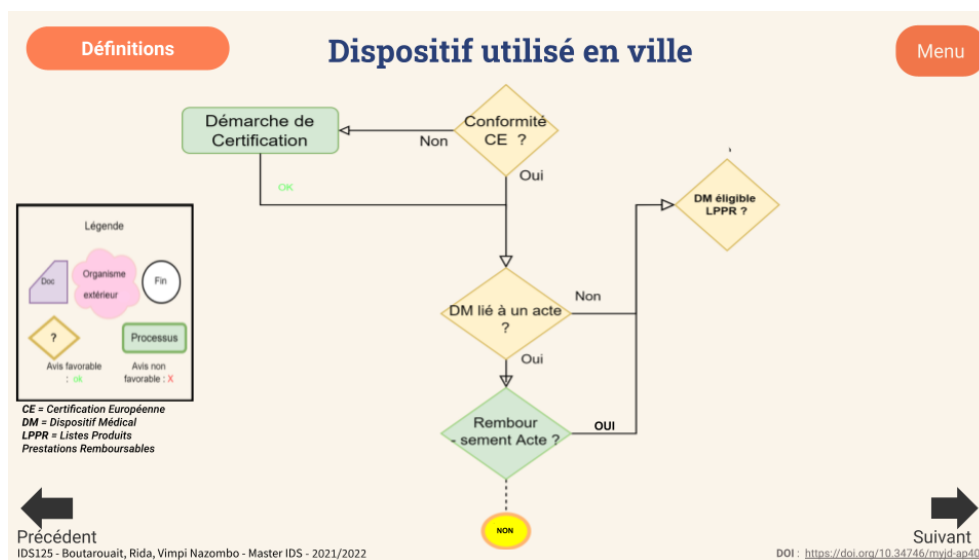 Définitions
Dispositif utilisé en ville
Menu
Démarche de
Certification
Non
Conformité
CE ?
Oui
OK
DM éligible
LPPR ?
Légende
Doc
Organisme
extérieur
Fin
?
Processus
Avis favorable
: ok
Avis non
favorable : X
DM lié à un acte
?
Non
Oui
Rembour
- sement Acte ?
OUI
NON
CE = Certification Européenne
DM = Dispositif Médical
LPPR = Listes Produits
Prestations Remboursables
Précédent
Suivant
IDS125 - Boutarouait, Rida, Vimpi Nazombo - Master IDS - 2021/2022
DOI : https://doi.org/10.34746/myjd-ap40